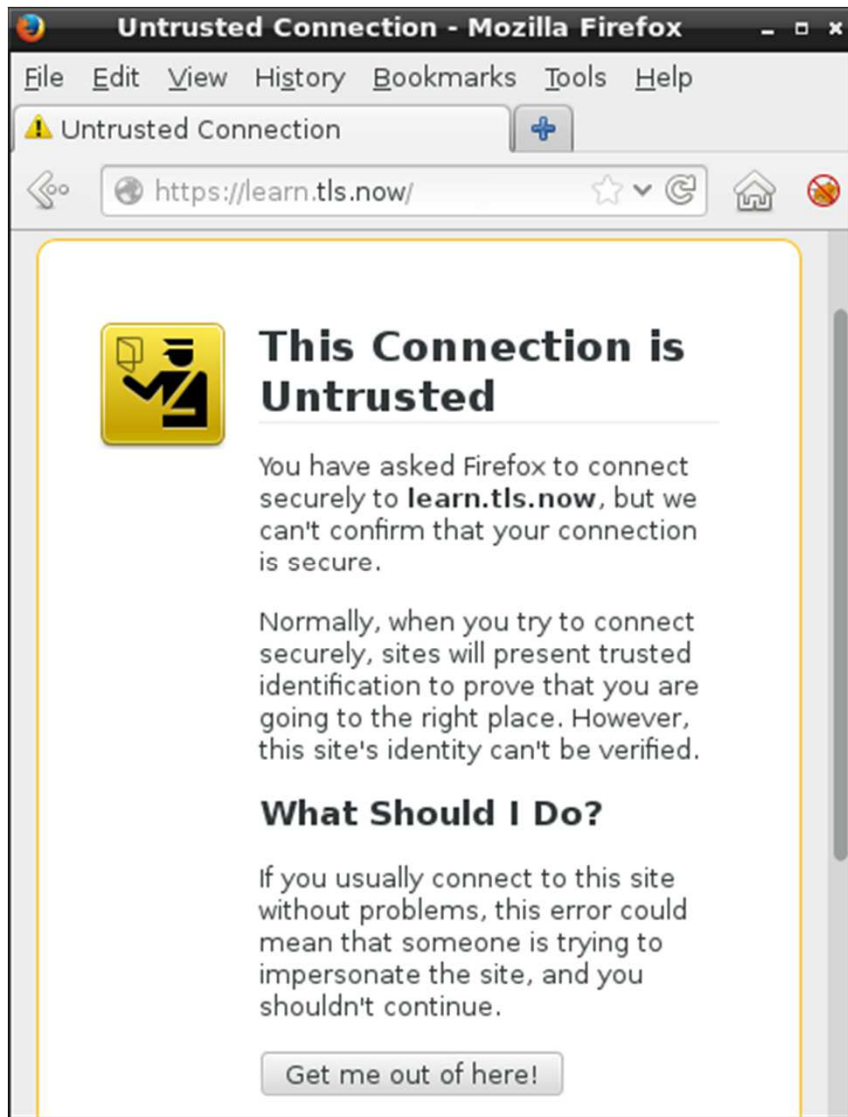 Untrusted Connection - Mozilla Firefox
File Edit View History Bookmarks Tools Help
Untrusted Connection
https://learn.tls.now/
This Connection is
Untrusted
You have asked Firefox to connect
securely to learn.tls.now, but we
can't confirm that your connection
is secure.
Normally, when you try to connect
securely, sites will present trusted
identification to prove that you are
going to the right place. However,
this site's identity can't be verified.
What Should I Do?
If you usually connect to this site
without problems, this error could
mean that someone is trying to
impersonate the site, and you
shouldn't continue.
Get me out of here!